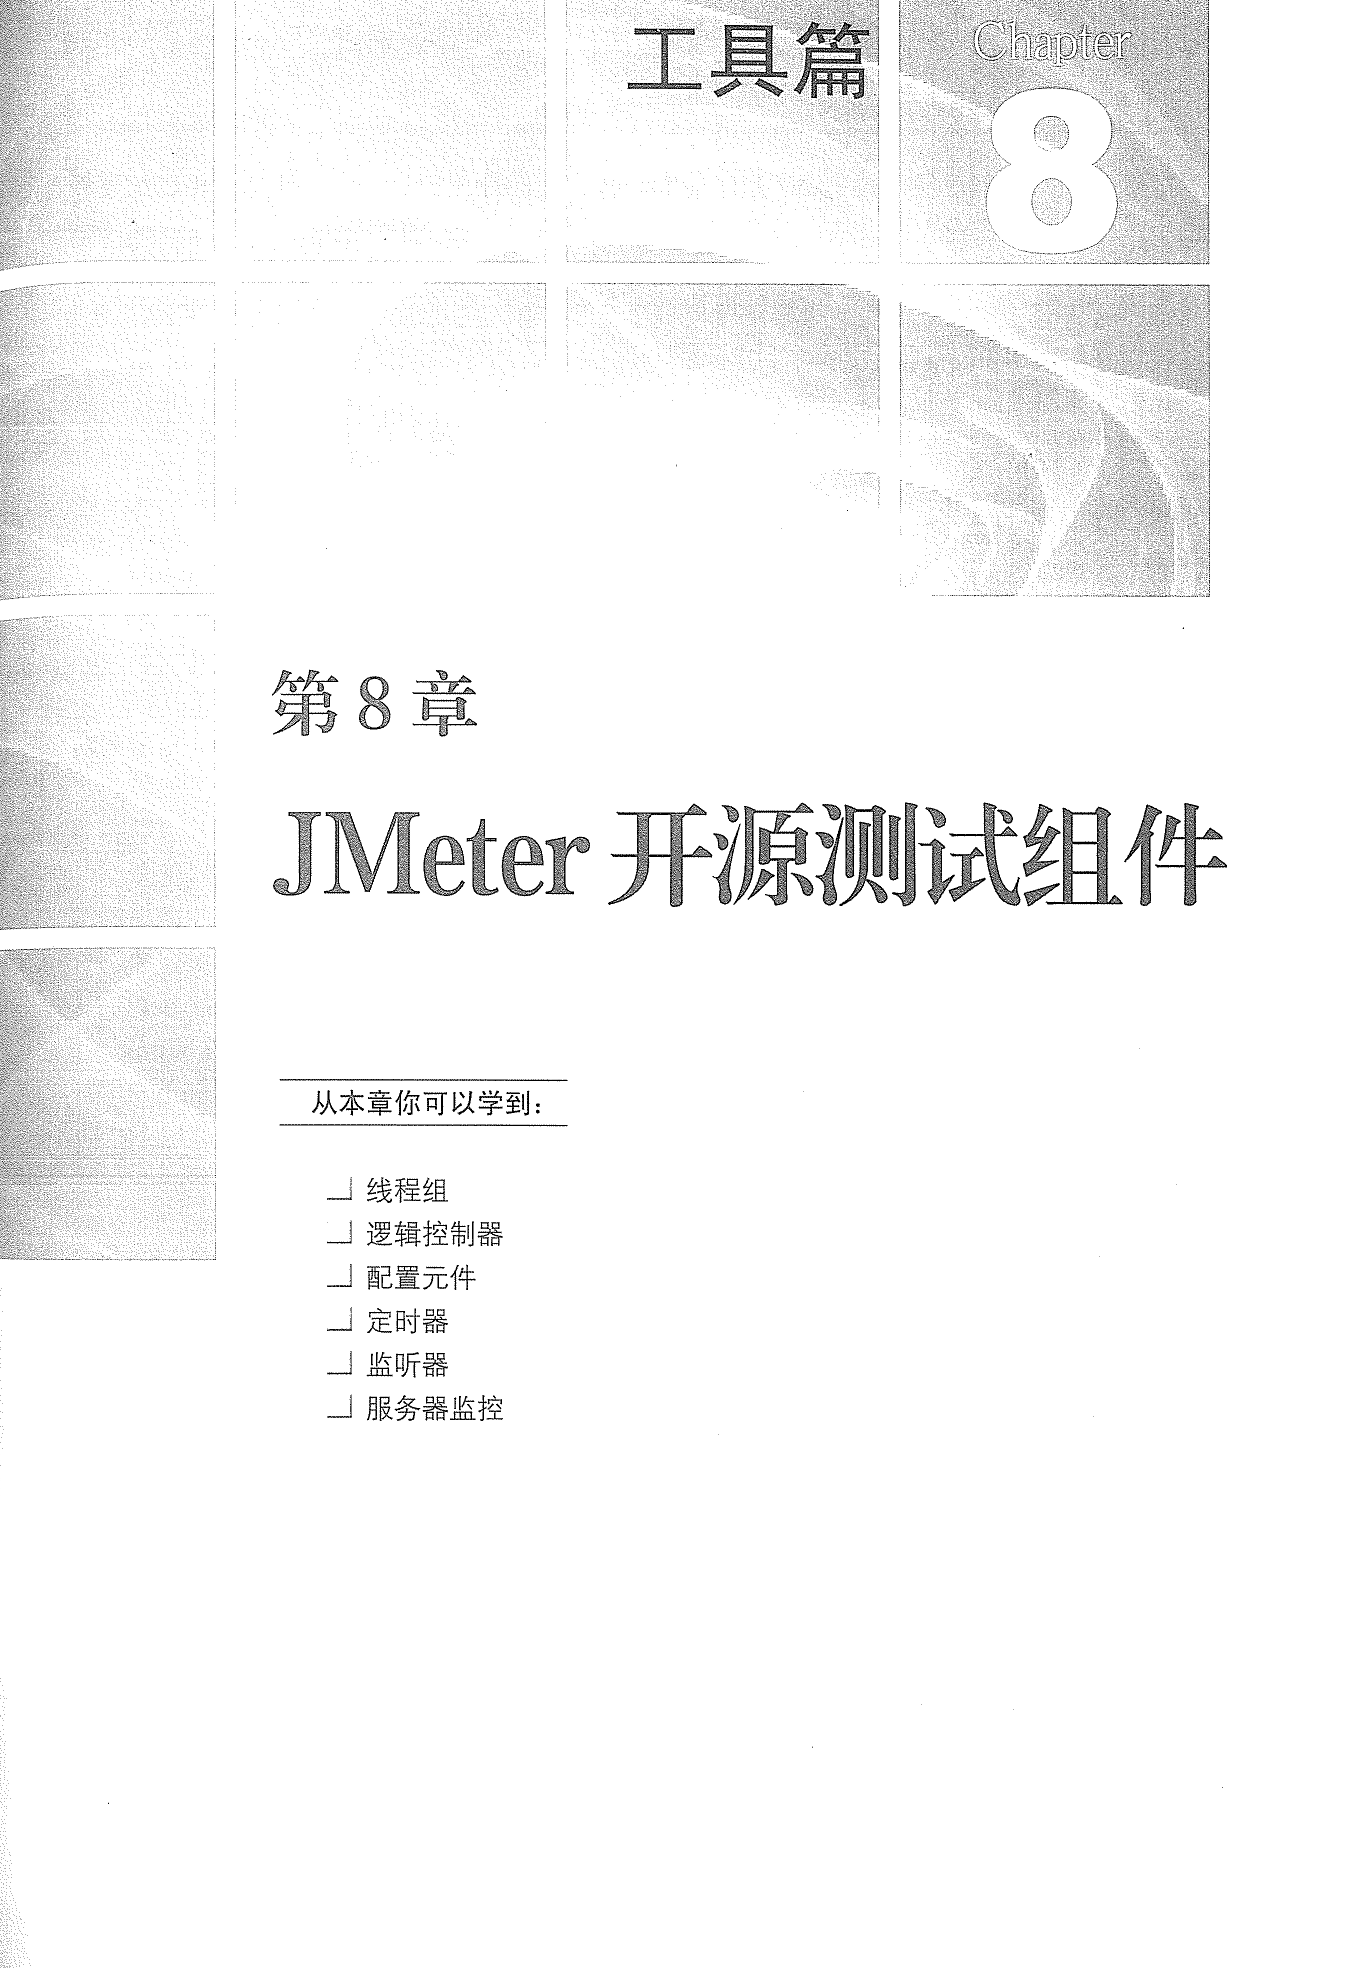 工具篇
Chapter
8
第8章
JMeter 开源测试组件
从本章你可以学到：
线程组
逻辑控制器
配置元件
定时器
监听器
服务器监控